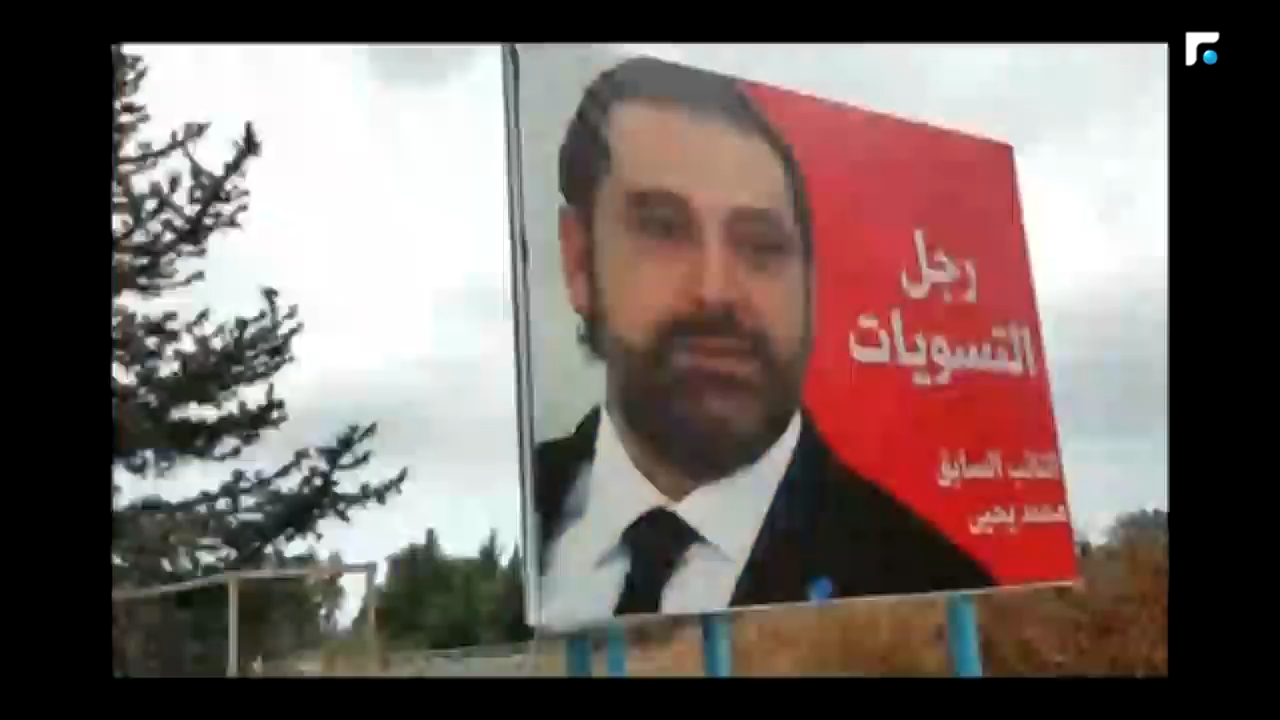 رجل
التسويات
النائب السابق
محمد يحيى